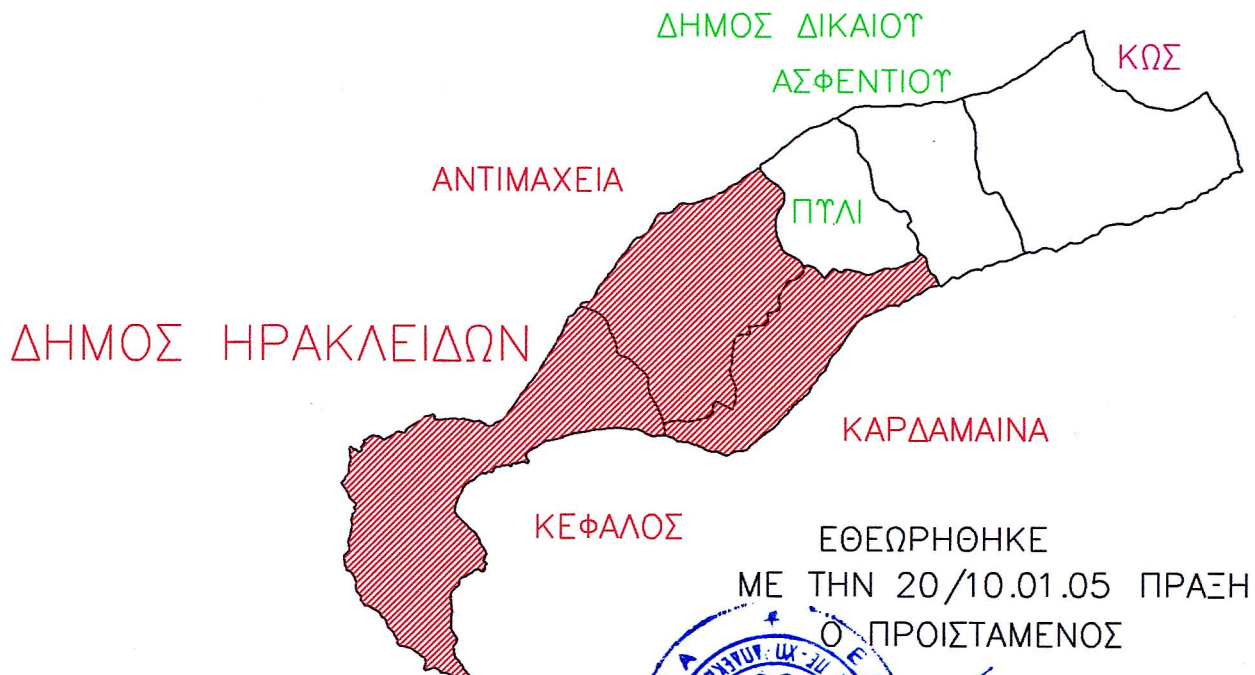 ΔΗΜΟΣ ΔΙΚΑΙΟΥ
ΚΩΣ
ΑΣΦΕΝΤΙΟΥ
ΑΝΤΙΜΑΧΕΙΑ
ΠΥΛΙ
ΔΗΜΟΣ ΗΡΑΚΛΕΙΔΩΝ
ΚΑΡΔΑΜΑΙΝΑ
ΚΕΦΑΛΟΣ
ΕΘΕΩΡΗΘΗΚΕ
ΜΕ ΤΗΝ 20/10.01.05 ΠΡΑΞΗ
Ο ΠΡΟΙΣΤΑΜΕΝΟΣ